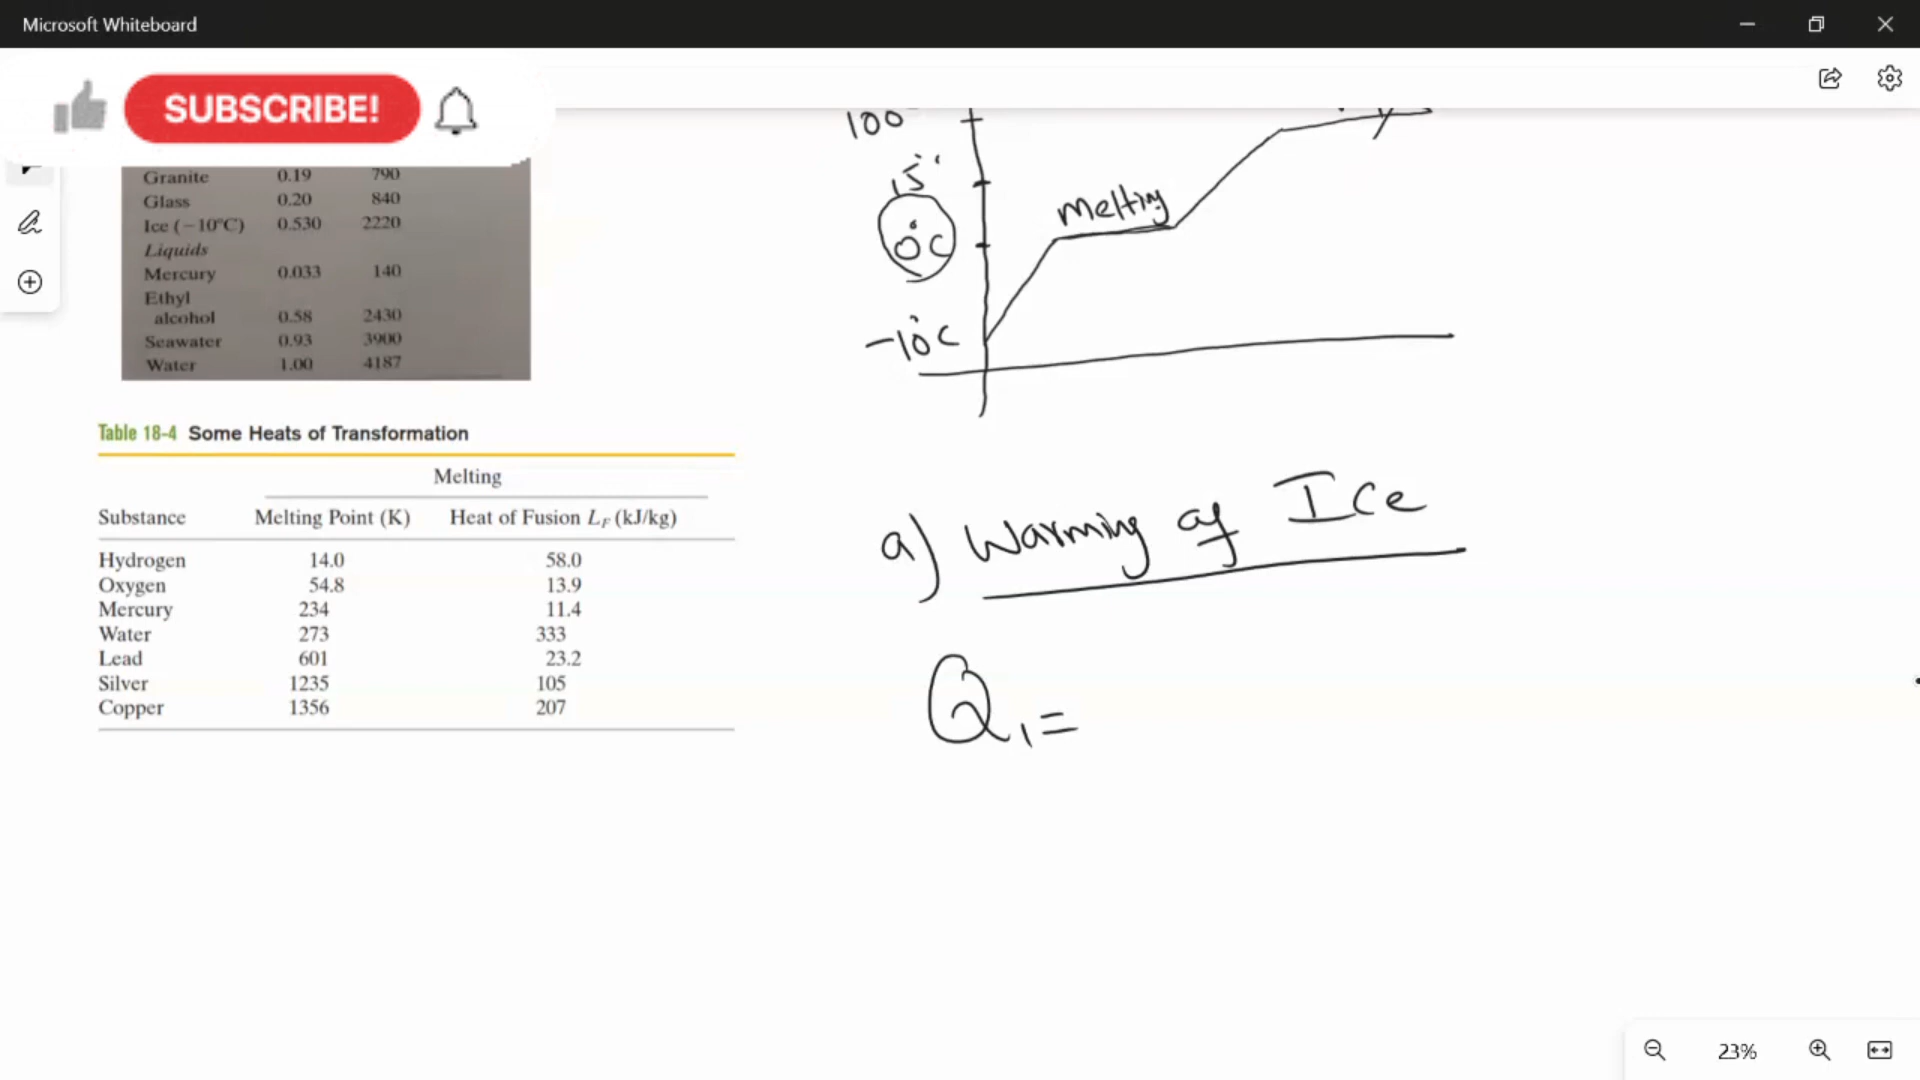 Microsoft Whiteboard
SUBSCRIBE!
Granite 0.19 790
Glass 0.20 840
Ice (−10°C) 0.530 2220
Liquids
Mercury 0.033 140
Ethyl
alcohol 0.58 2430
Seawater 0.93 3900
Water 1.00 4187
Table 18-4 Some Heats of Transformation
Melting
Substance Melting Point (K) Heat of Fusion L_F (kJ/kg)
Hydrogen 14.0 58.0
Oxygen 54.8 13.9
Mercury 234 11.4
Water 273 333
Lead 601 23.2
Silver 1235 105
Copper 1356 207
100°
15°
0°C
-10°C
Melting
a) Warming of Ice
Q₁=
23%